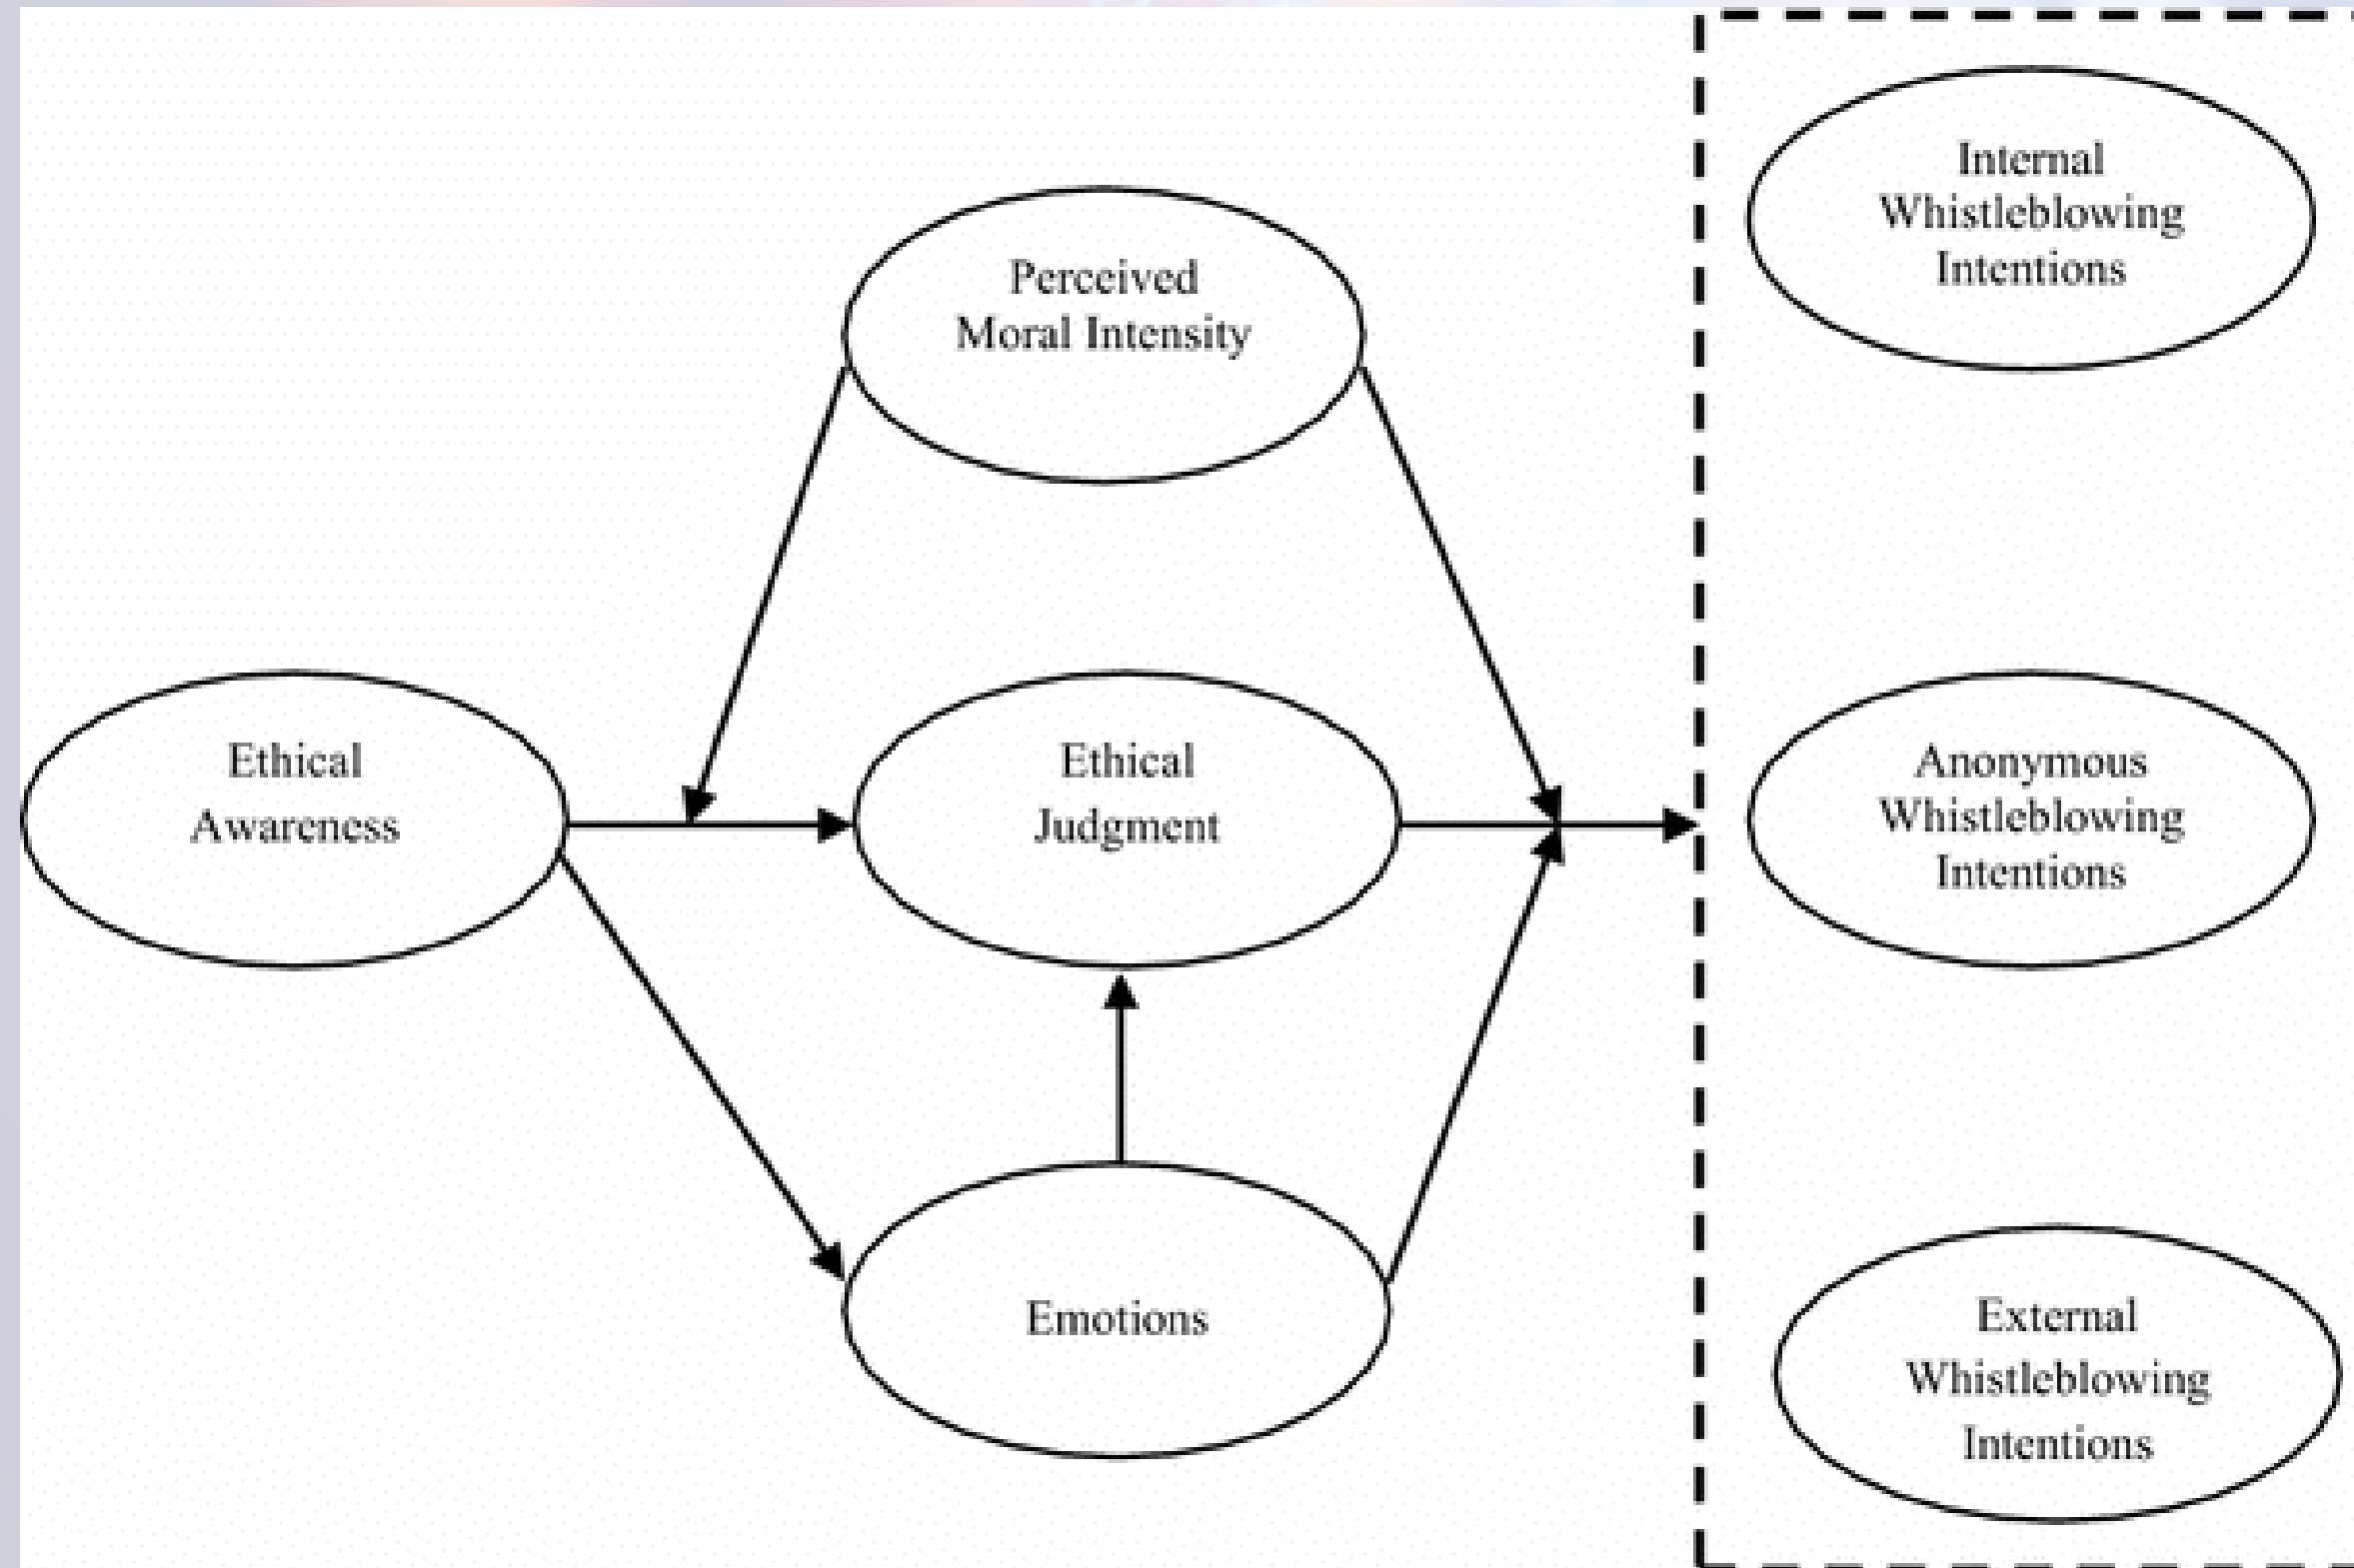 Internal
Whistleblowing
Intentions
Perceived
Moral Intensity
Ethical
Awareness
Ethical
Judgment
Anonymous
Whistleblowing
Intentions
Emotions
External
Whistleblowing
Intentions